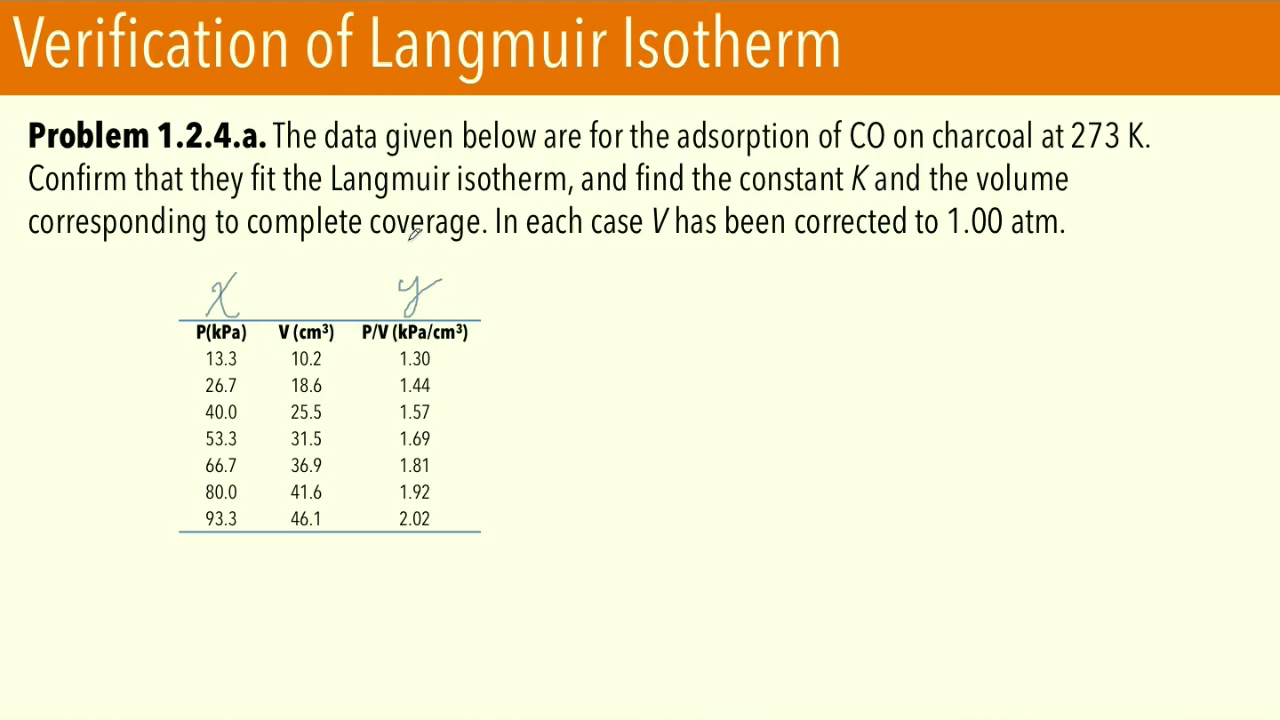 Verification of Langmuir Isotherm
Problem 1.2.4.a. The data given below are for the adsorption of CO on charcoal at 273 K.
Confirm that they fit the Langmuir isotherm, and find the constant K and the volume
corresponding to complete coverage. In each case V has been corrected to 1.00 atm.
x y
P(kPa) V (cm³) P/V (kPa/cm³)
13.3 10.2 1.30
26.7 18.6 1.44
40.0 25.5 1.57
53.3 31.5 1.69
66.7 36.9 1.81
80.0 41.6 1.92
93.3 46.1 2.02